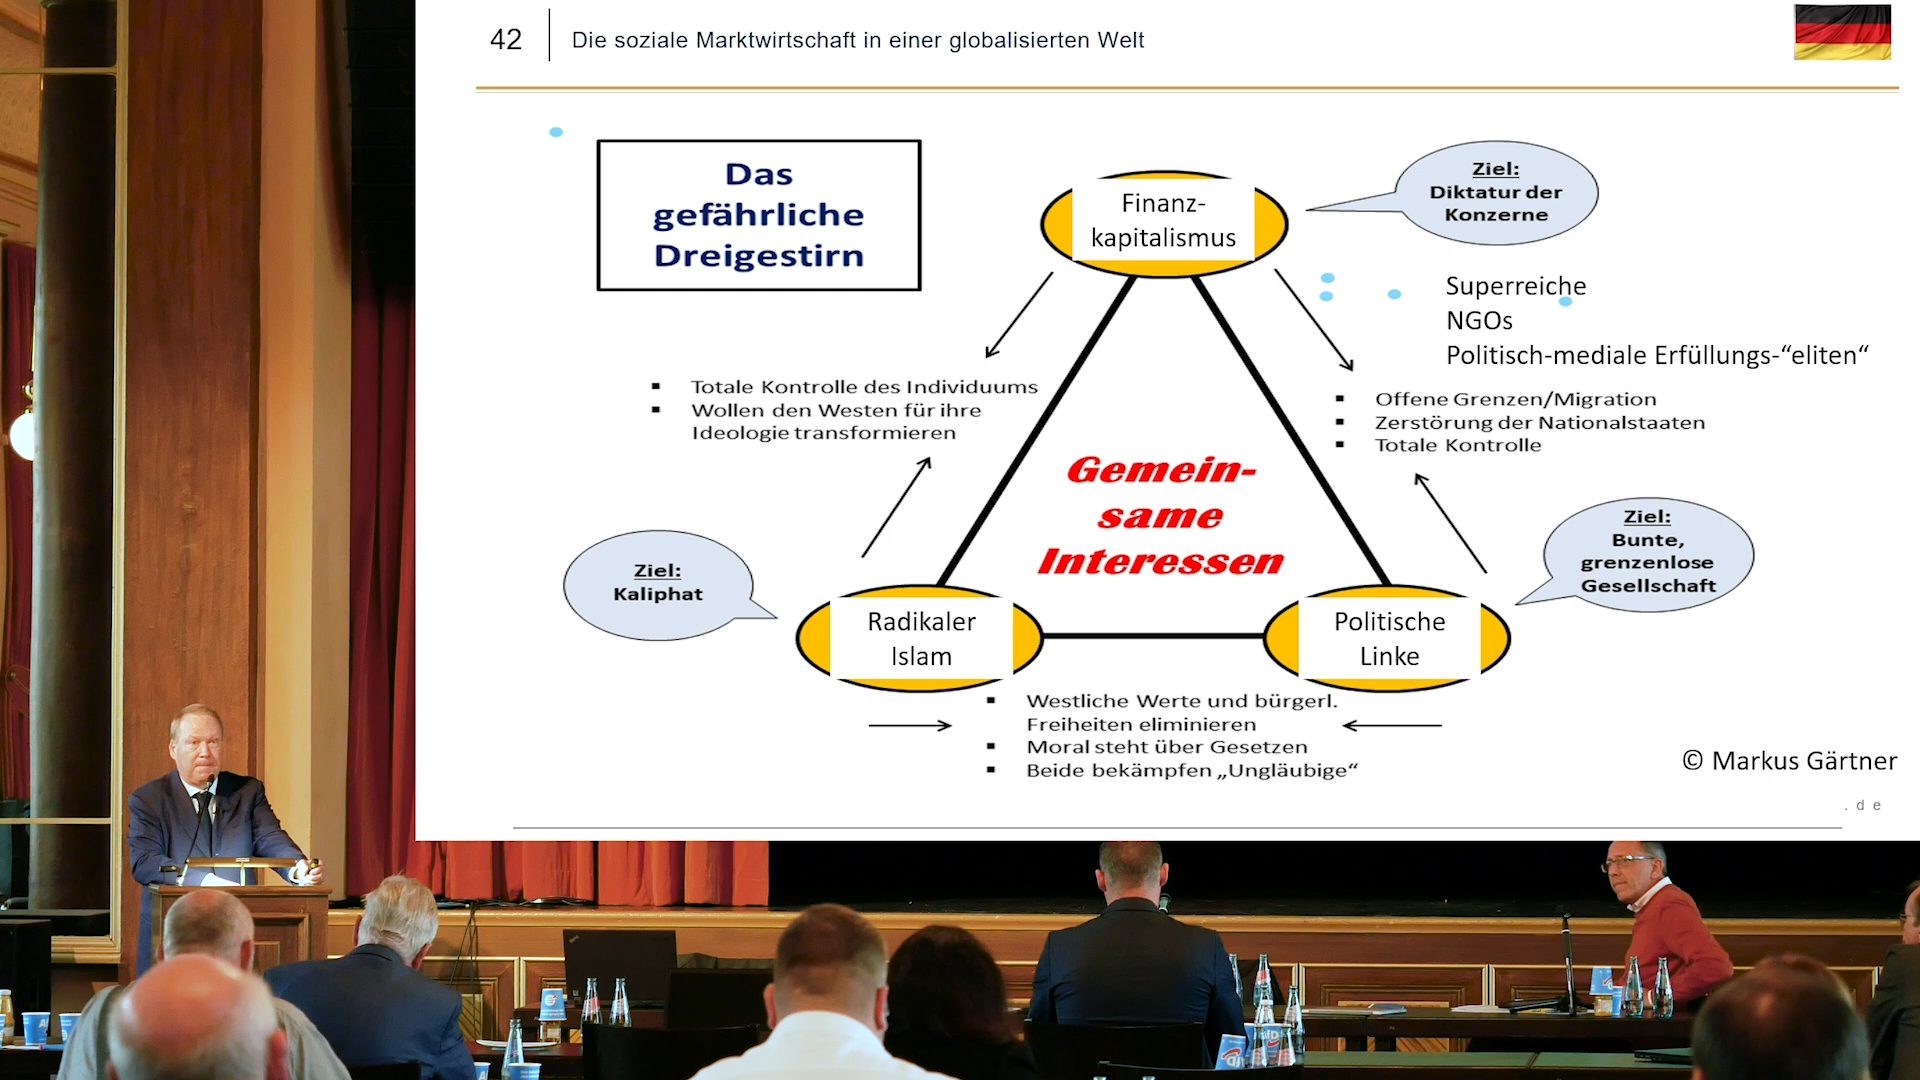 42
Die soziale Marktwirtschaft in einer globalisierten Welt
Das
gefährliche
Dreigestirn
Finanz-
kapitalismus
Ziel:
Diktatur der
Konzerne
Superreiche
NGOs
Politisch-mediale Erfüllungs-“eliten“
▪ Totale Kontrolle des Individuums
▪ Wollen den Westen für ihre
Ideologie transformieren
▪ Offene Grenzen/Migration
▪ Zerstörung der Nationalstaaten
▪ Totale Kontrolle
Gemein-
same
Interessen
Ziel:
Kaliphat
Ziel:
Bunte,
grenzenlose
Gesellschaft
Radikaler
Islam
Politische
Linke
▪ Westliche Werte und bürgerl.
Freiheiten eliminieren
▪ Moral steht über Gesetzen
▪ Beide bekämpfen „Ungläubige“
© Markus Gärtner
.de
AfD